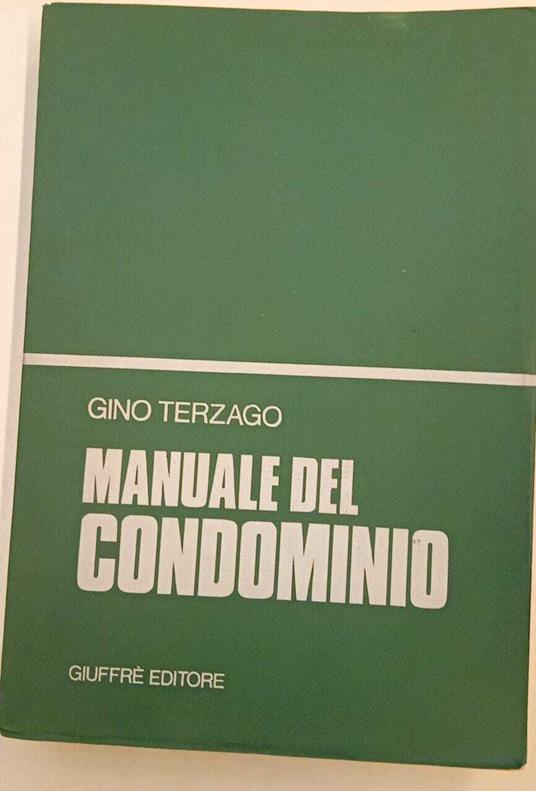 GINO TERZAGO
MANUALE DEL
CONDOMINIO
GIUFFRÈ EDITORE